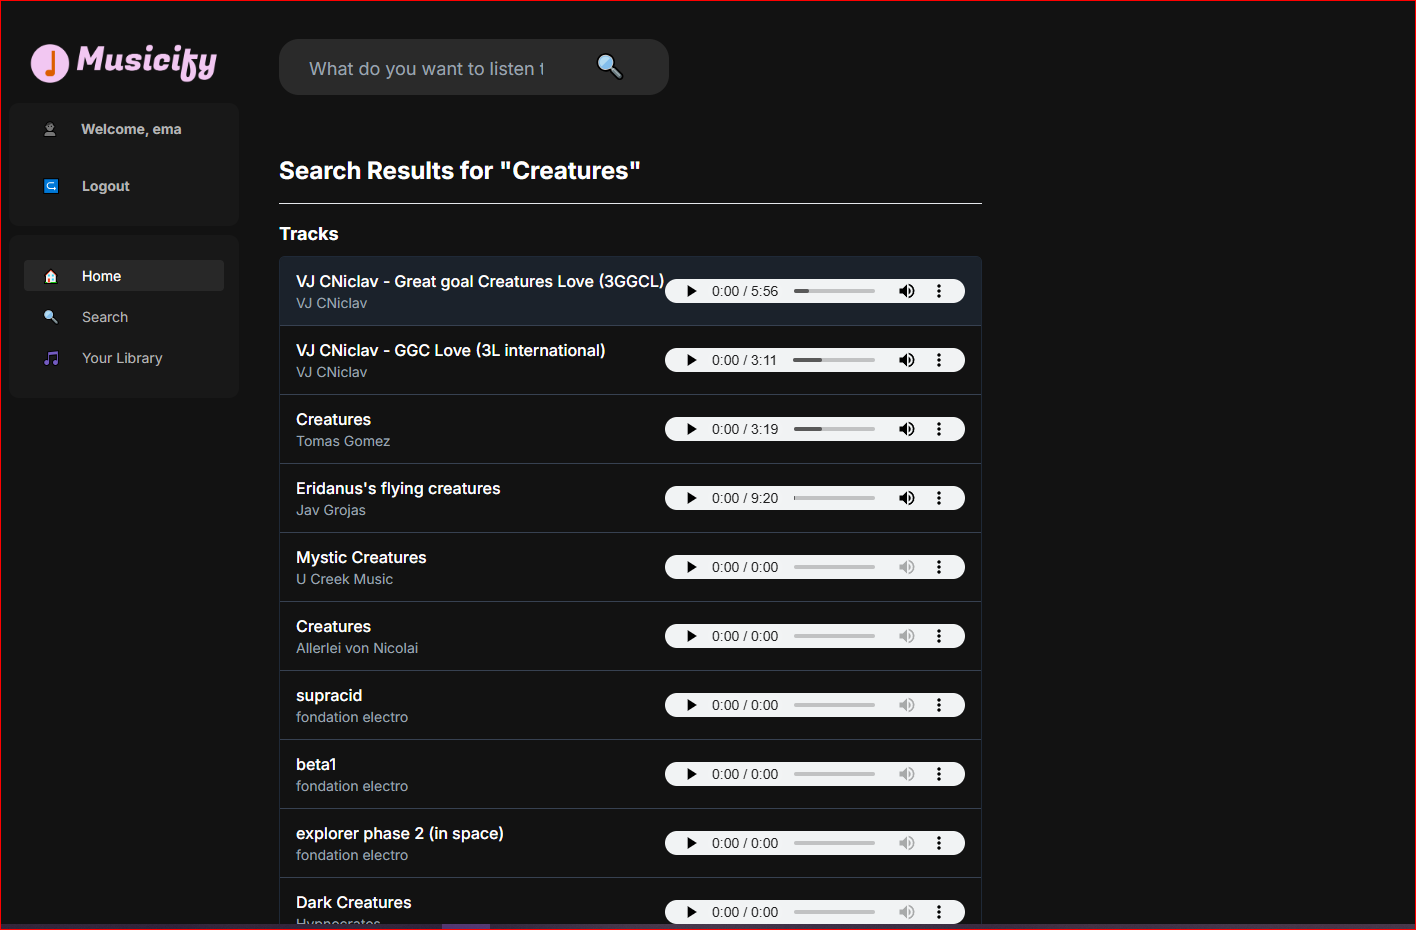 Musicify
What do you want to listen t
Welcome, ema
Logout
Home
Search
Your Library
Search Results for "Creatures"
Tracks
VJ CNiclav - Great goal Creatures Love (3GGCL)
VJ CNiclav
0:00 / 5:56
VJ CNiclav - GGC Love (3L international)
VJ CNiclav
0:00 / 3:11
Creatures
Tomas Gomez
0:00 / 3:19
Eridanus's flying creatures
Jav Grojas
0:00 / 9:20
Mystic Creatures
U Creek Music
0:00 / 0:00
Creatures
Allerlei von Nicolai
0:00 / 0:00
supracid
fondation electro
0:00 / 0:00
beta1
fondation electro
0:00 / 0:00
explorer phase 2 (in space)
fondation electro
0:00 / 0:00
Dark Creatures
Hypnocrates
0:00 / 0:00